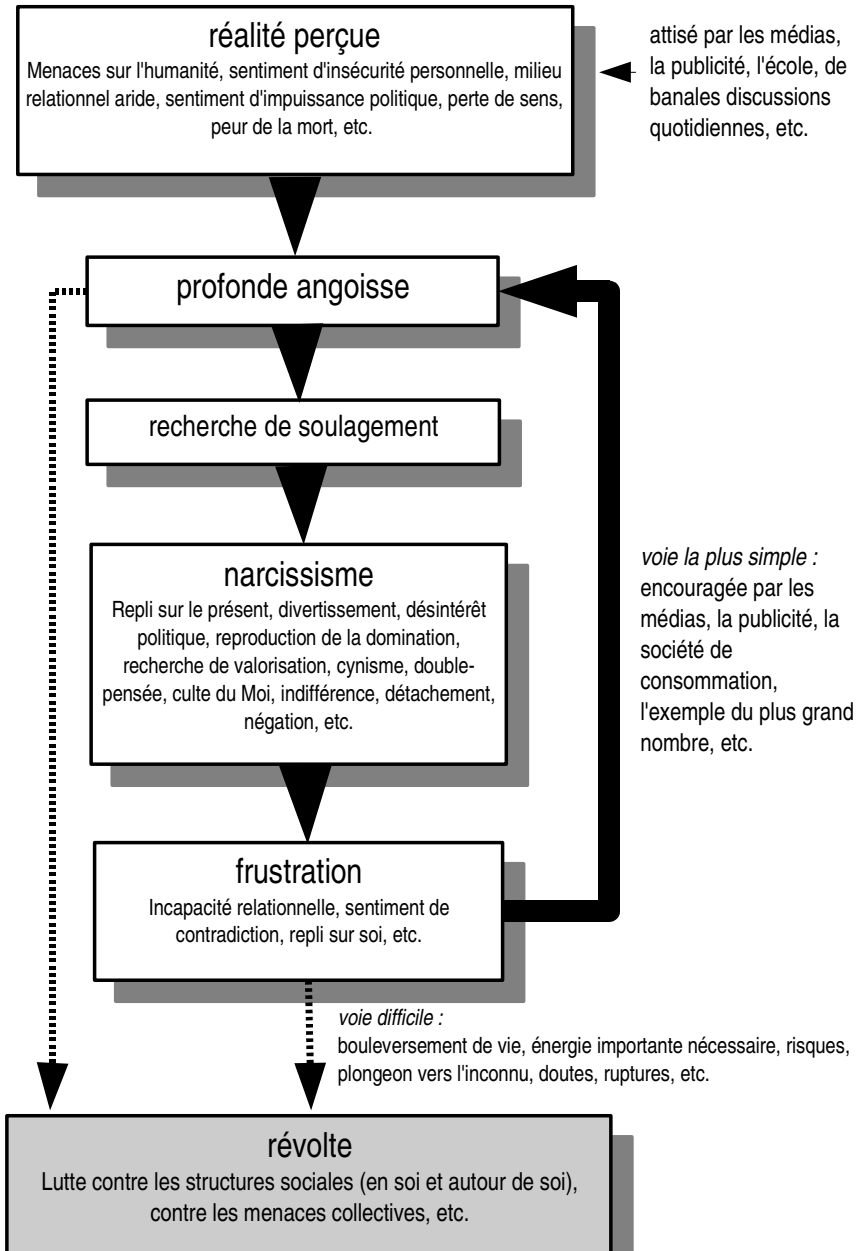 réalité perçue
Menaces sur l'humanité, sentiment d'insécurité personnelle, milieu
relationnel aride, sentiment d'impuissance politique, perte de sens,
peur de la mort, etc.
attisé par les médias,
la publicité, l'école, de
banales discussions
quotidiennes, etc.
profonde angoisse
recherche de soulagement
narcissisme
Repli sur le présent, divertissement, désintérêt
politique, reproduction de la domination,
recherche de valorisation, cynisme, double-
pensée, culte du Moi, indifférence, détachement,
négation, etc.
voie la plus simple :
encouragée par les
médias, la publicité, la
société de
consommation,
l'exemple du plus grand
nombre, etc.
frustration
Incapacité relationnelle, sentiment de
contradiction, repli sur soi, etc.
voie difficile :
bouleversement de vie, énergie importante nécessaire, risques,
plongeon vers l'inconnu, doutes, ruptures, etc.
révolte
Lutte contre les structures sociales (en soi et autour de soi),
contre les menaces collectives, etc.